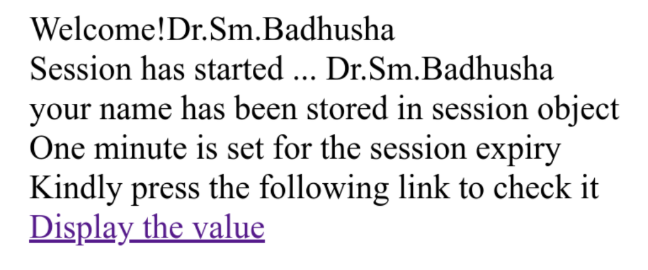 Welcome!Dr.Sm.Badhusha
Session has started ... Dr.Sm.Badhusha
your name has been stored in session object
One minute is set for the session expiry
Kindly press the following link to check it
Display the value